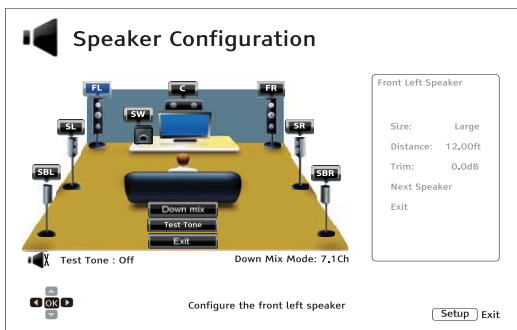 Speaker Configuration
FL
C
FR
SW
SL
SR
SBL
SBR
Down mix
Test Tone
Exit
Test Tone : Off
Down Mix Mode: 7.1Ch
Front Left Speaker
Size: Large
Distance: 12.00ft
Trim: 0.0dB
Next Speaker
Exit
OK
Configure the front left speaker
Setup Exit